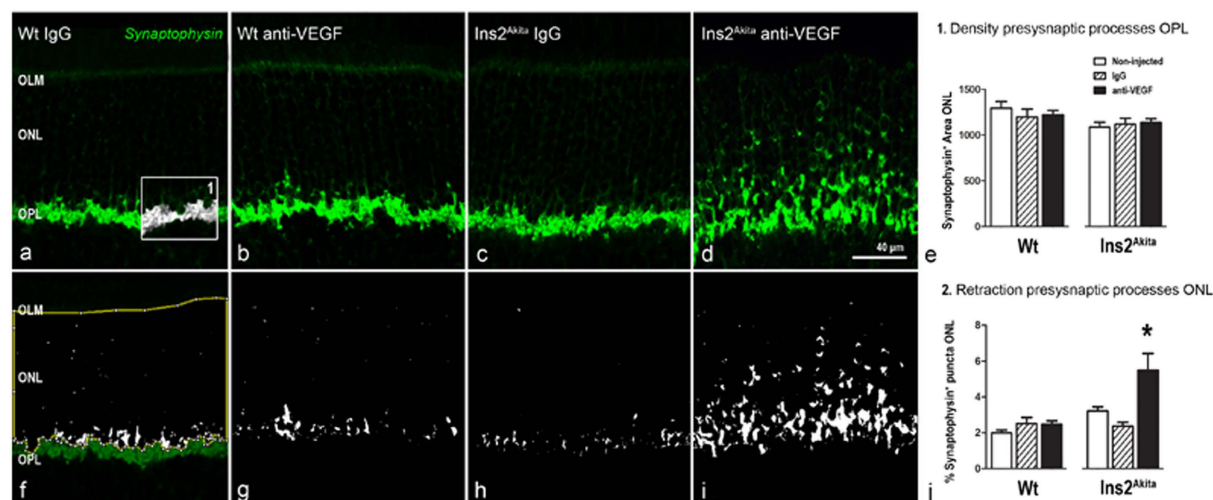 Wt IgG
Synaptophysin
Wt anti-VEGF
Ins2Akita IgG
Ins2Akita anti-VEGF
OLM
ONL
OPL
1
40 µm
a
b
c
d
1. Density presynaptic processes OPL
Non-injected
IgG
anti-VEGF
Synaptophysin+ Area ONL
1500
1000
500
0
Wt
Ins2Akita
e
OLM
ONL
OPL
f
g
h
i
2. Retraction presynaptic processes ONL
*
% Synaptophysin+ puncta ONL
8
6
4
2
0
Wt
Ins2Akita
j